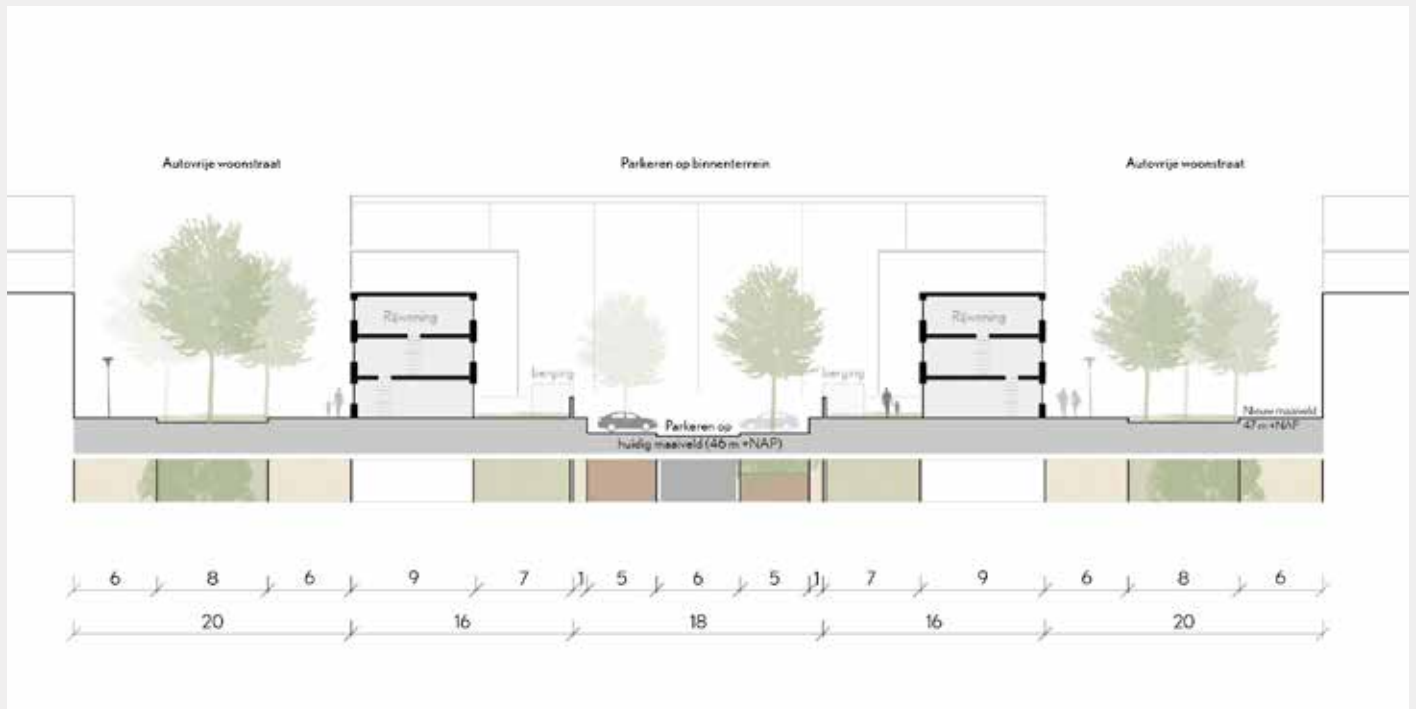 Autovrije woonstraat
Parkeren op binnenterrein
Autovrije woonstraat
Rijwoning
Rijwoning
berging
berging
Parkeren op
huidig maaiveld (46 m +NAP)
Nieuw maaiveld
47 m +NAP
6 8 6 9 7 1 5 6 5 1 7 9 6 8 6
20 16 18 16 20